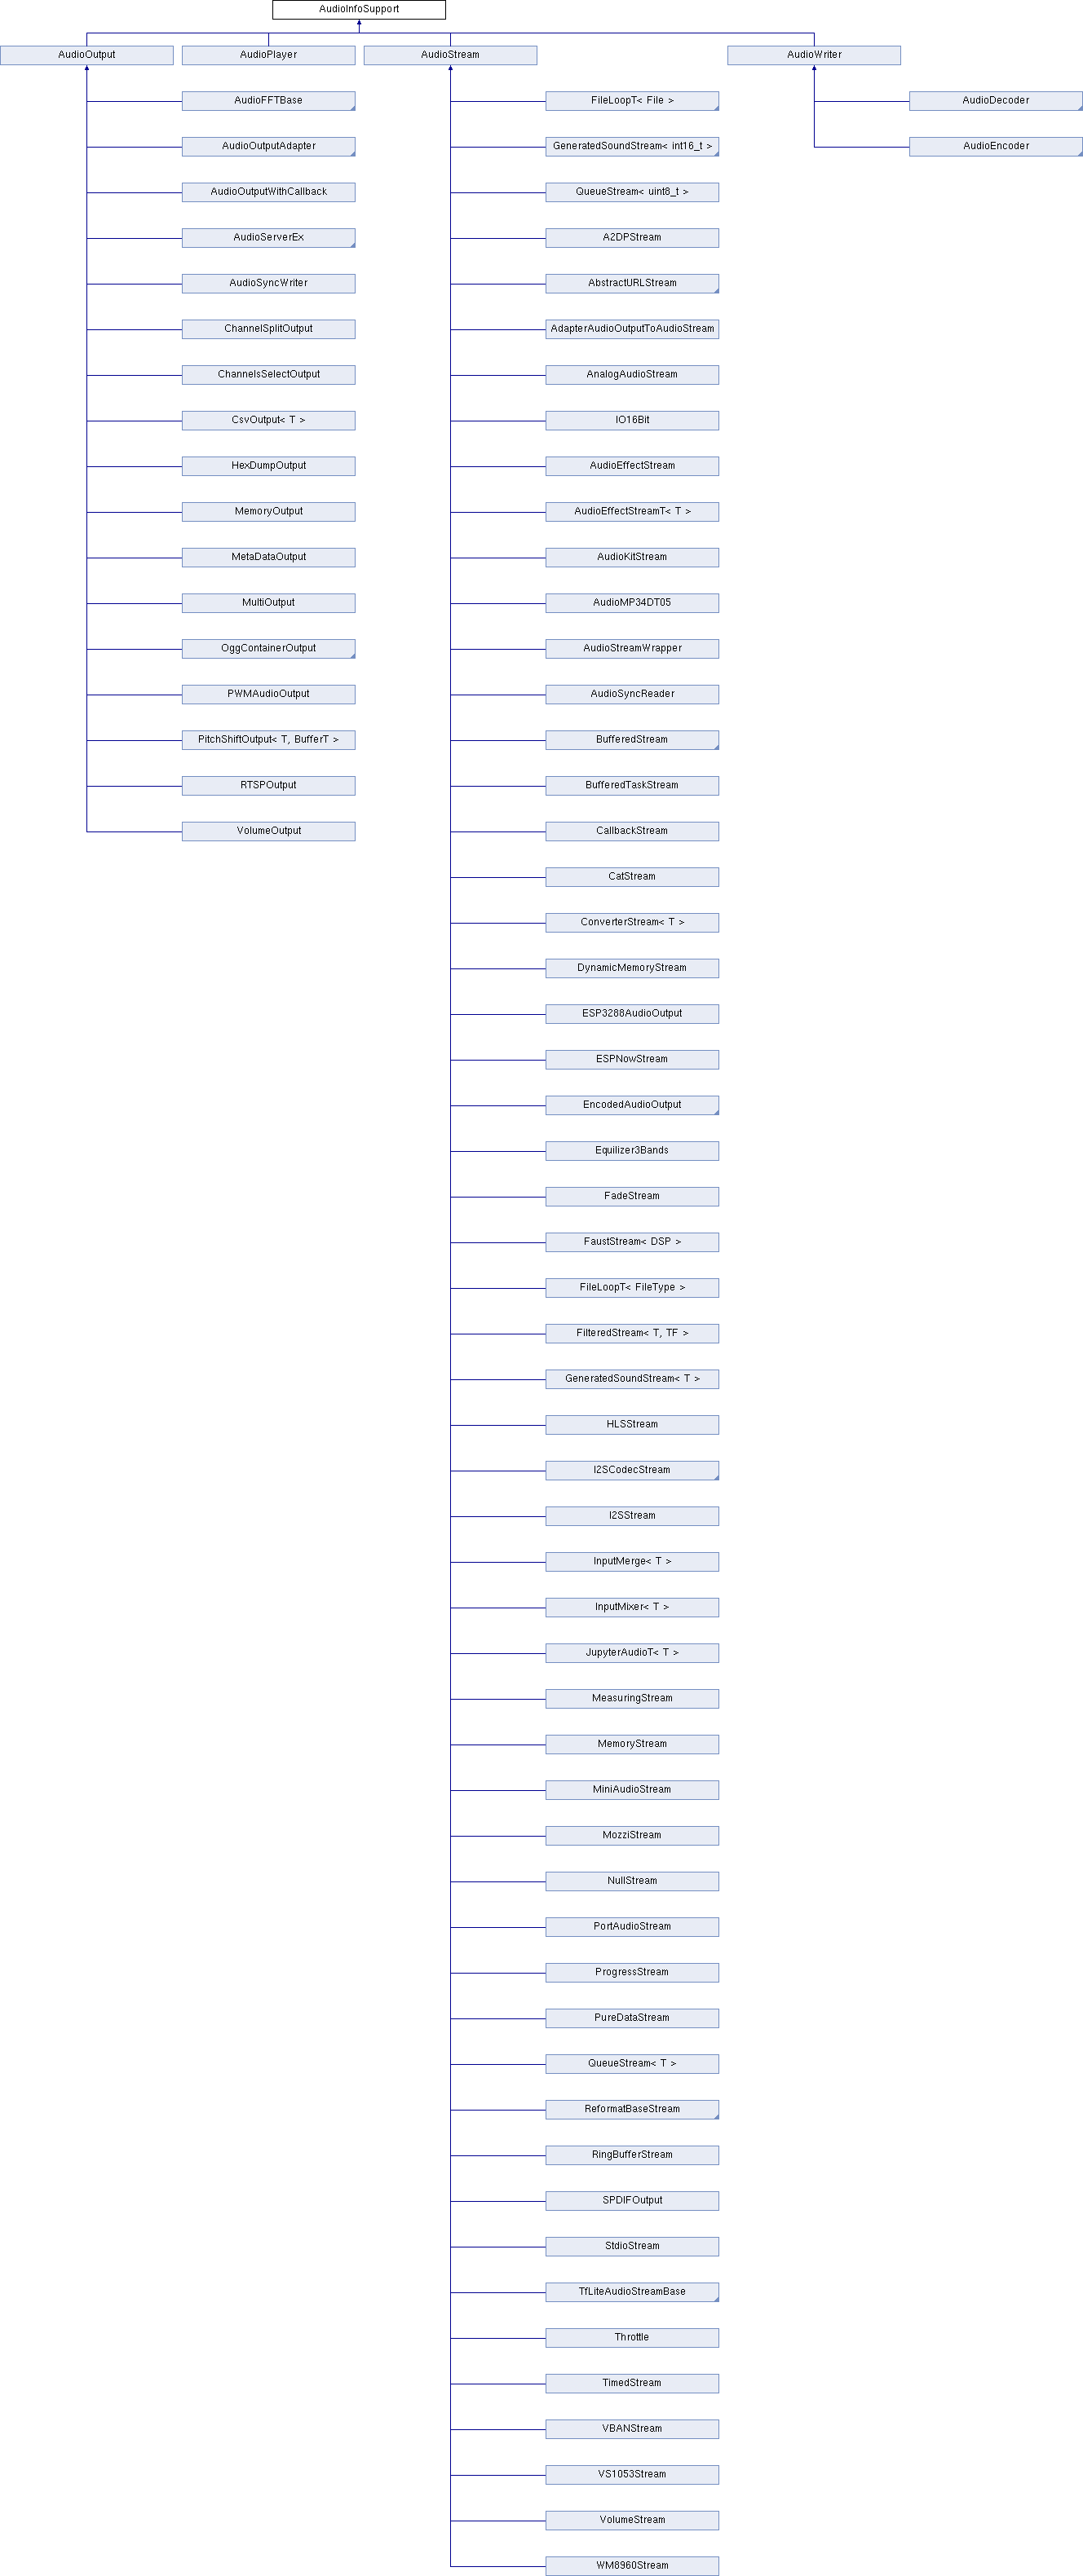 AudioInfoSupport
AudioOutput
AudioPlayer
AudioStream
AudioWriter
AudioFFTBase
FileLoopT< File >
AudioDecoder
AudioOutputAdapter
GeneratedSoundStream< int16_t >
AudioEncoder
AudioOutputWithCallback
QueueStream< uint8_t >
AudioServerEx
A2DPStream
AudioSyncWriter
AbstractURLStream
ChannelSplitOutput
AdapterAudioOutputToAudioStream
ChannelsSelectOutput
AnalogAudioStream
CsvOutput< T >
IO16Bit
HexDumpOutput
AudioEffectStream
MemoryOutput
AudioEffectStreamT< T >
MetaDataOutput
AudioKitStream
MultiOutput
AudioMP34DT05
OggContainerOutput
AudioStreamWrapper
PWMAudioOutput
AudioSyncReader
PitchShiftOutput< T, BufferT >
BufferedStream
RTSPOutput
BufferedTaskStream
VolumeOutput
CallbackStream
CatStream
ConverterStream< T >
DynamicMemoryStream
ESP3288AudioOutput
ESPNowStream
EncodedAudioOutput
Equilizer3Bands
FadeStream
FaustStream< DSP >
FileLoopT< FileType >
FilteredStream< T, TF >
GeneratedSoundStream< T >
HLSStream
I2SCodecStream
I2SStream
InputMerge< T >
InputMixer< T >
JupyterAudioT< T >
MeasuringStream
MemoryStream
MiniAudioStream
MozziStream
NullStream
PortAudioStream
ProgressStream
PureDataStream
QueueStream< T >
ReformatBaseStream
RingBufferStream
SPDIFOutput
StdioStream
TfLiteAudioStreamBase
Throttle
TimedStream
VBANStream
VS1053Stream
VolumeStream
WM8960Stream